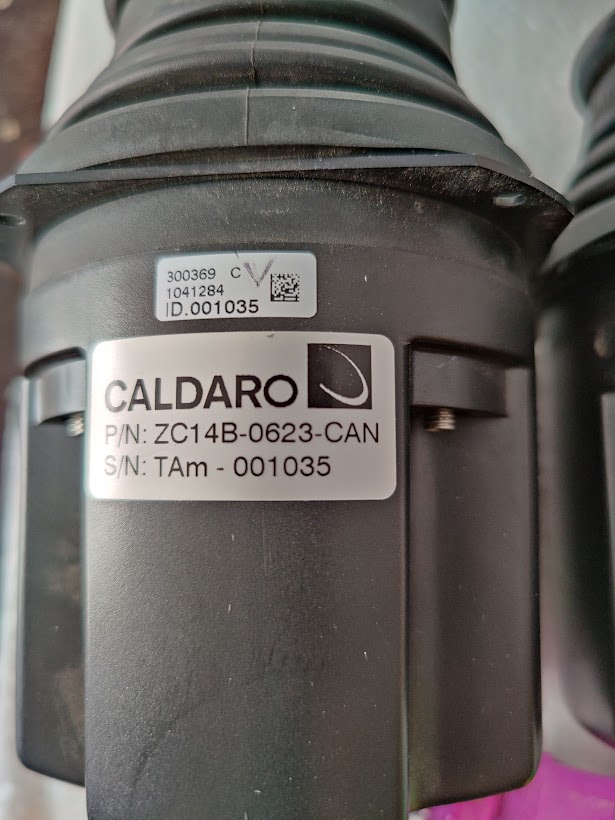 300369 C
1041284
ID.001035
CALDARO
P/N: ZC14B-0623-CAN
S/N: TAm - 001035